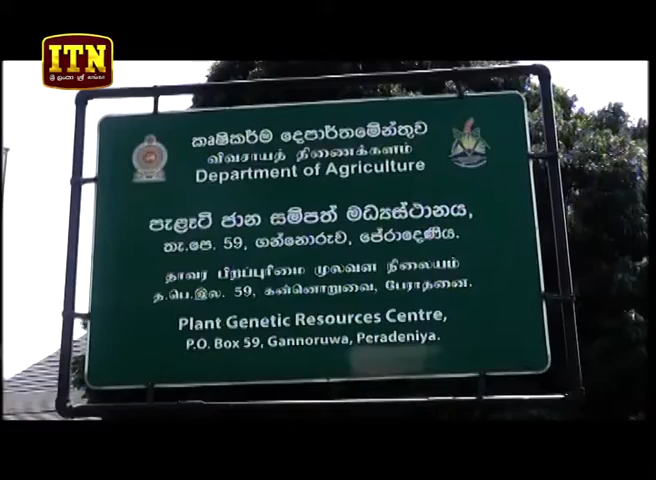 ITN
ශ්‍රී ලංකා
කෘෂිකර්ම දෙපාර්තමේන්තුව
விவசாயத் திணைக்களம்
DEPARTMENT OF AGRICULTURE
පැළෑටි ජාන සම්පත් මධ්‍යස්ථානය,
තැ.පෙ. 59, ගන්නොරුව, පේරාදෙණිය.
தாவர பிறப்புரிமை மூலவள நிலையம்
த.பெ.இல. 59, கன்னொறுவை, பேராதனை.
Plant Genetic Resources Centre,
P.O. Box 59, Gannoruwa, Peradeniya.